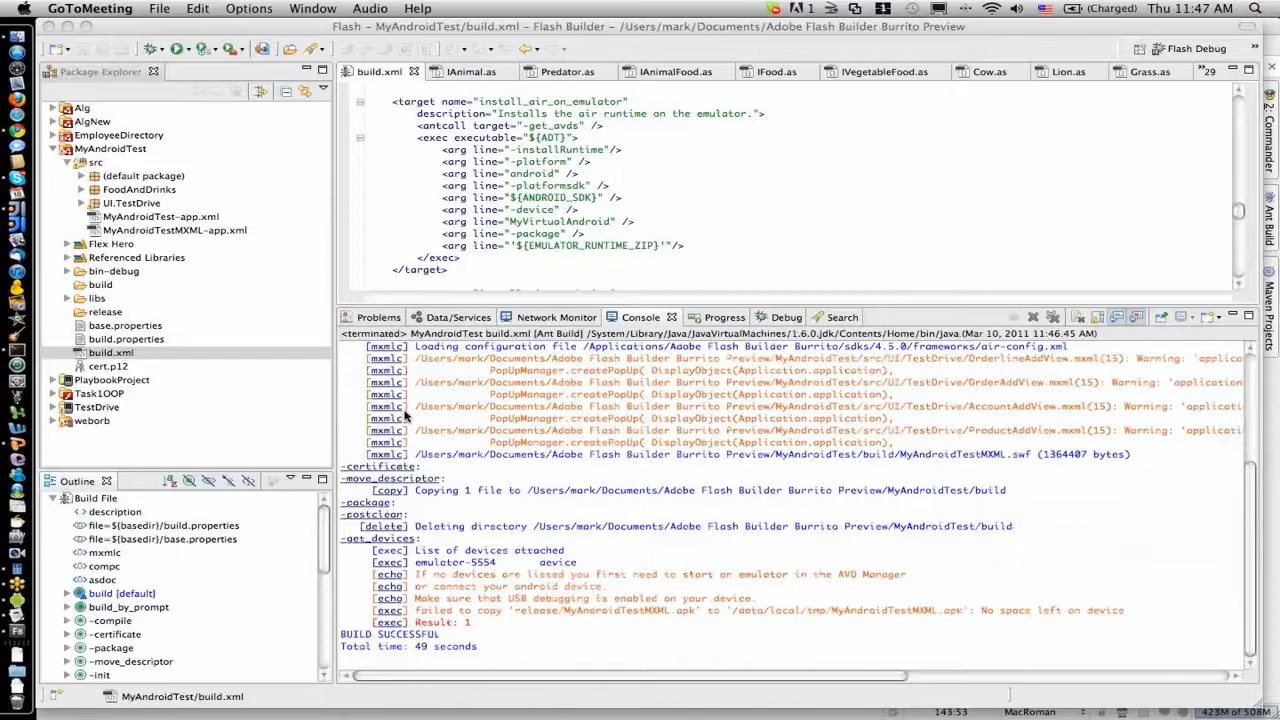 GoToMeeting File Edit Options Window Audio Help
1 1 (Charged) Thu 11:47 AM
Flash - MyAndroidTest/build.xml - Flash Builder - /Users/mark/Documents/Adobe Flash Builder Burrito Preview
Flash Debug
Package Explorer
build.xml IAnimal.as Predator.as IAnimalFood.as IFood.as IVegetableFood.as Cow.as Lion.as Grass.as 29
Alg
AlgNew
EmployeeDirectory
MyAndroidTest
src
(default package)
FoodAndDrinks
UI.TestDrive
MyAndroidTest-app.xml
MyAndroidTestMXML-app.xml
Flex Hero
Referenced Libraries
bin-debug
build
libs
release
base.properties
build.properties
build.xml
cert.p12
PlaybookProject
Task1OOP
TestDrive
weborb
<target name="install_air_on_emulator"
description="Installs the air runtime on the emulator.">
<antcall target="-get_avds" />
<exec executable="${ADT}">
<arg line="-installRuntime"/>
<arg line="-platform" />
<arg line="android" />
<arg line="-platformsdk" />
<arg line="${ANDROID_SDK}" />
<arg line="-device" />
<arg line="MyVirtualAndroid" />
<arg line="-package" />
<arg line="'${EMULATOR_RUNTIME_ZIP}'"/>
</exec>
</target>
2: Commander
Ant Build
Maven Projects
Problems Data/Services Network Monitor Console Progress Debug Search
<terminated> MyAndroidTest build.xml [Ant Build] /System/Library/Java/JavaVirtualMachines/1.6.0.jdk/Contents/Home/bin/java (Mar 10, 2011 11:46:45 AM)
[mxmlc] Loading configuration file /Applications/Adobe Flash Builder Burrito/sdks/4.5.0/frameworks/air-config.xml
[mxmlc] /Users/mark/Documents/Adobe Flash Builder Burrito Preview/MyAndroidTest/src/UI/TestDrive/OrderlineAddView.mxml(15): Warning: 'applicatio
[mxmlc] PopUpManager.createPopUp( DisplayObject(Application.application),
[mxmlc] /Users/mark/Documents/Adobe Flash Builder Burrito Preview/MyAndroidTest/src/UI/TestDrive/OrderAddView.mxml(15): Warning: 'application'
[mxmlc] PopUpManager.createPopUp( DisplayObject(Application.application),
[mxmlc] /Users/mark/Documents/Adobe Flash Builder Burrito Preview/MyAndroidTest/src/UI/TestDrive/AccountAddView.mxml(15): Warning: 'applicati
[mxmlc] PopUpManager.createPopUp( DisplayObject(Application.application),
[mxmlc] /Users/mark/Documents/Adobe Flash Builder Burrito Preview/MyAndroidTest/src/UI/TestDrive/ProductAddView.mxml(15): Warning: 'applicati
[mxmlc] PopUpManager.createPopUp( DisplayObject(Application.application),
[mxmlc] /Users/mark/Documents/Adobe Flash Builder Burrito Preview/MyAndroidTest/build/MyAndroidTestMXML.swf (1364407 bytes)
-certificate:
-move_descriptor:
[copy] Copying 1 file to /Users/mark/Documents/Adobe Flash Builder Burrito Preview/MyAndroidTest/build
-package:
-postclear:
[delete] Deleting directory /Users/mark/Documents/Adobe Flash Builder Burrito Preview/MyAndroidTest/build
-get_devices:
[exec] List of devices attached
[exec] emulator-5554 device
[echo] If no devices are listed you first need to start an emulator in the AVD Manager
[echo] or connect your android device.
[echo] Make sure that USB debugging is enabled on your device.
[exec] failed to copy 'release/MyAndroidTestMXML.apk' to '/data/local/tmp/MyAndroidTestMXML.apk': No space left on device
[exec] Result: 1
BUILD SUCCESSFUL
Total time: 49 seconds
Outline
Build File
description
file=${basedir}/build.properties
file=${basedir}/base.properties
mxmlc
compc
asdoc
build [default]
build_by_prompt
-compile
-certificate
-package
-move_descriptor
-init
MyAndroidTest/build.xml
143:53 MacRoman 423M of 508M